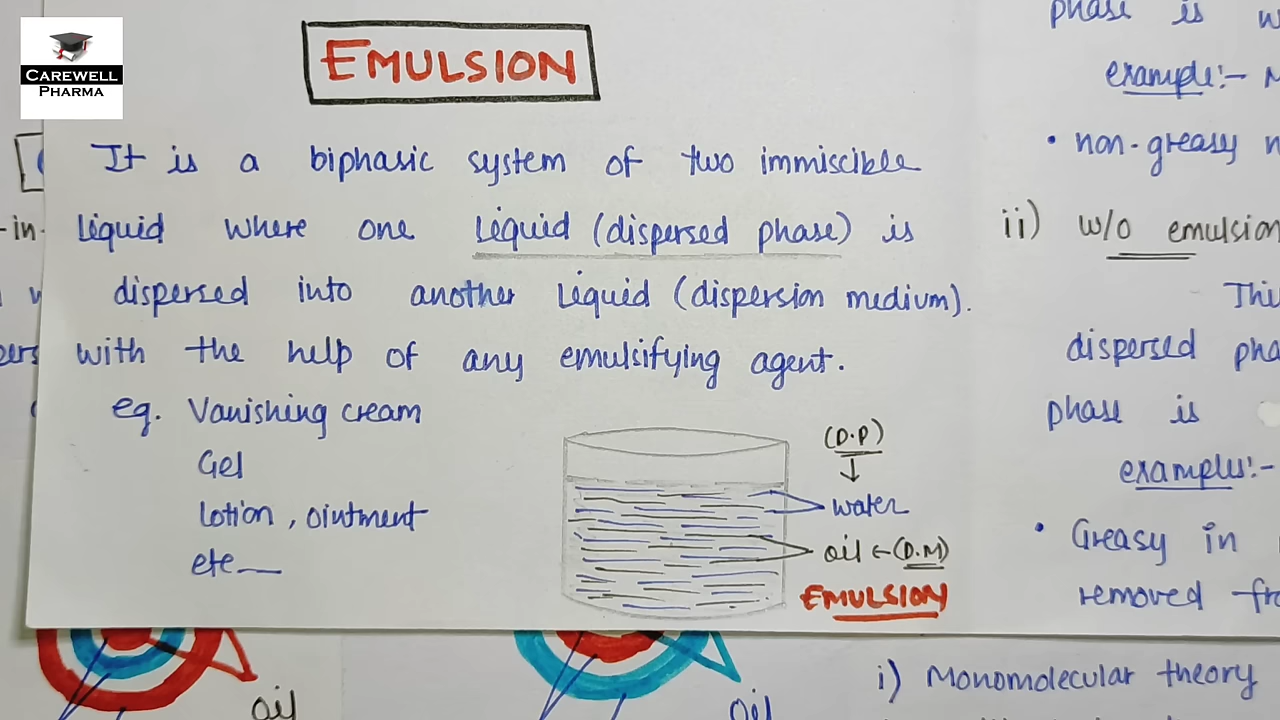 CAREWELL
PHARMA
EMULSION
It is a biphasic system of two immiscible
liquid where one liquid (dispersed phase) is
dispersed into another liquid (dispersion medium).
with the help of any emulsifying agent.
eg. Vanishing cream
Gel
Lotion, ointment
etc
(D.P)
↓
water
oil ← (D.M)
EMULSION
-in-
phase is
example:-
• non-greasy
ii) w/o emulsion
dispersed
phase is
example:-
• Greasy in
removed
oil
oil
i) Monomolecular theory